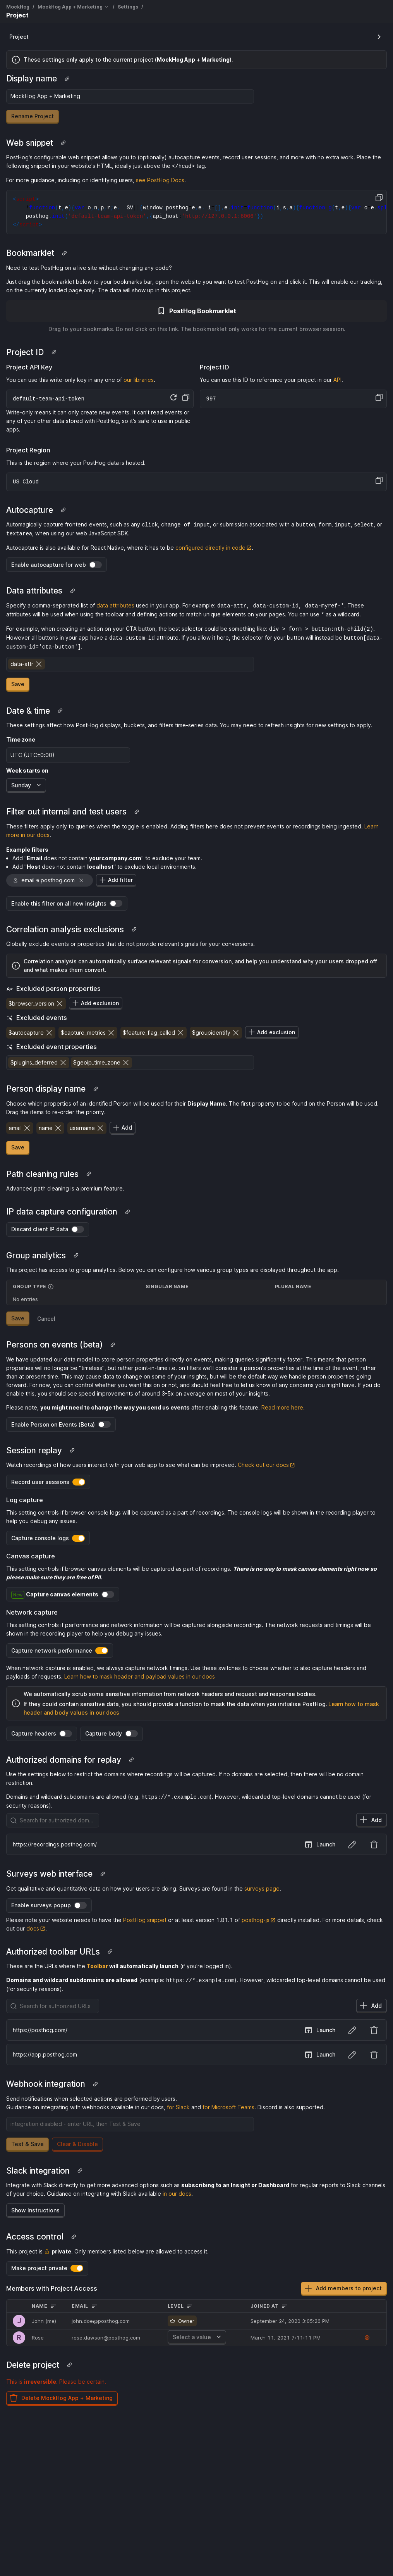 MockHog / MockHog App + Marketing / Settings /
Project
Project
These settings only apply to the current project (MockHog App + Marketing).
Display name
MockHog App + Marketing
Rename Project
Web snippet
PostHog's configurable web snippet allows you to (optionally) autocapture events, record user sessions, and more with no extra work. Place the
following snippet in your website's HTML, ideally just above the </head> tag.
For more guidance, including on identifying users, see PostHog Docs.
Bookmarklet
Need to test PostHog on a live site without changing any code?
Just drag the bookmarklet below to your bookmarks bar, open the website you want to test PostHog on and click it. This will enable our tracking,
on the currently loaded page only. The data will show up in this project.
PostHog Bookmarklet
Drag to your bookmarks. Do not click on this link. The bookmarklet only works for the current browser session.
Project ID
Project API Key
You can use this write-only key in any one of our libraries.
default-team-api-token
Write-only means it can only create new events. It can't read events or
any of your other data stored with PostHog, so it's safe to use in public
apps.
Project ID
You can use this ID to reference your project in our API.
997
Project Region
This is the region where your PostHog data is hosted.
US Cloud
Autocapture
Automagically capture frontend events, such as any click, change of input, or submission associated with a button, form, input, select, or
textarea, when using our web JavaScript SDK.
Autocapture is also available for React Native, where it has to be configured directly in code.
Enable autocapture for web
Data attributes
Specify a comma-separated list of data attributes used in your app. For example: data-attr, data-custom-id, data-myref-*. These
attributes will be used when using the toolbar and defining actions to match unique elements on your pages. You can use * as a wildcard.
For example, when creating an action on your CTA button, the best selector could be something like: div > form > button:nth-child(2).
However all buttons in your app have a data-custom-id attribute. If you allow it here, the selector for your button will instead be button[data-
custom-id='cta-button'].
data-attr
Save
Date & time
These settings affect how PostHog displays, buckets, and filters time-series data. You may need to refresh insights for new settings to apply.
Time zone
UTC (UTC±0:00)
Week starts on
Sunday
Filter out internal and test users
These filters apply only to queries when the toggle is enabled. Adding filters here does not prevent events or recordings being ingested. Learn
more in our docs.
Example filters
• Add "Email does not contain yourcompany.com" to exclude your team.
• Add "Host does not contain localhost" to exclude local environments.
email ∌ posthog.com
Add filter
Enable this filter on all new insights
Correlation analysis exclusions
Globally exclude events or properties that do not provide relevant signals for your conversions.
Correlation analysis can automatically surface relevant signals for conversion, and help you understand why your users dropped off
and what makes them convert.
Excluded person properties
$browser_version
Add exclusion
Excluded events
$autocapture $capture_metrics $feature_flag_called $groupidentify Add exclusion
Excluded event properties
$plugins_deferred $geoip_time_zone
Person display name
Choose which properties of an identified Person will be used for their Display Name. The first property to be found on the Person will be used.
Drag the items to re-order the priority.
email name username Add
Save
Path cleaning rules
Advanced path cleaning is a premium feature.
IP data capture configuration
Discard client IP data
Group analytics
This project has access to group analytics. Below you can configure how various group types are displayed throughout the app.
GROUP TYPE SINGULAR NAME PLURAL NAME
No entries
Save Cancel
Persons on events (beta)
We have updated our data model to store person properties directly on events, making queries significantly faster. This means that person
properties will no longer be "timeless", but rather point-in-time i.e. on filters we'll consider a person's properties at the time of the event, rather
than at present time. This may cause data to change on some of your insights, but will be the default way we handle person properties going
forward. For now, you can control whether you want this on or not, and should feel free to let us know of any concerns you might have. If you do
enable this, you should see speed improvements of around 3-5x on average on most of your insights.
Please note, you might need to change the way you send us events after enabling this feature. Read more here.
Enable Person on Events (Beta)
Session replay
Watch recordings of how users interact with your web app to see what can be improved. Check out our docs
Record user sessions
Log capture
This setting controls if browser console logs will be captured as a part of recordings. The console logs will be shown in the recording player to
help you debug any issues.
Capture console logs
Canvas capture
This setting controls if browser canvas elements will be captured as part of recordings. There is no way to mask canvas elements right now so
please make sure they are free of PII.
New Capture canvas elements
Network capture
This setting controls if performance and network information will be captured alongside recordings. The network requests and timings will be
shown in the recording player to help you debug any issues.
Capture network performance
When network capture is enabled, we always capture network timings. Use these switches to choose whether to also capture headers and
payloads of requests. Learn how to mask header and payload values in our docs
We automatically scrub some sensitive information from network headers and request and response bodies.
If they could contain sensitive data, you should provide a function to mask the data when you initialise PostHog. Learn how to mask
header and body values in our docs
Capture headers Capture body
Authorized domains for replay
Use the settings below to restrict the domains where recordings will be captured. If no domains are selected, then there will be no domain
restriction.
Domains and wildcard subdomains are allowed (e.g. https://*.example.com). However, wildcarded top-level domains cannot be used (for
security reasons).
Search for authorized dom...
Add
https://recordings.posthog.com/
Launch
Surveys web interface
Get qualitative and quantitative data on how your users are doing. Surveys are found in the surveys page.
Enable surveys popup
Please note your website needs to have the PostHog snippet or at least version 1.81.1 of posthog-js directly installed. For more details, check
out our docs.
Authorized toolbar URLs
These are the URLs where the Toolbar will automatically launch (if you're logged in).
Domains and wildcard subdomains are allowed (example: https://*.example.com). However, wildcarded top-level domains cannot be used
(for security reasons).
Search for authorized URLs
Add
https://posthog.com/
Launch
https://app.posthog.com
Launch
Webhook integration
Send notifications when selected actions are performed by users.
Guidance on integrating with webhooks available in our docs, for Slack and for Microsoft Teams. Discord is also supported.
integration disabled - enter URL, then Test & Save
Test & Save Clear & Disable
Slack integration
Integrate with Slack directly to get more advanced options such as subscribing to an Insight or Dashboard for regular reports to Slack channels
of your choice. Guidance on integrating with Slack available in our docs.
Show Instructions
Access control
This project is private. Only members listed below are allowed to access it.
Make project private
Members with Project Access
Add members to project
NAME EMAIL LEVEL JOINED AT
J John (me) john.doe@posthog.com Owner September 24, 2020 3:05:26 PM
R Rose rose.dawson@posthog.com Select a value March 11, 2021 7:11:11 PM
Delete project
This is irreversible. Please be certain.
Delete MockHog App + Marketing